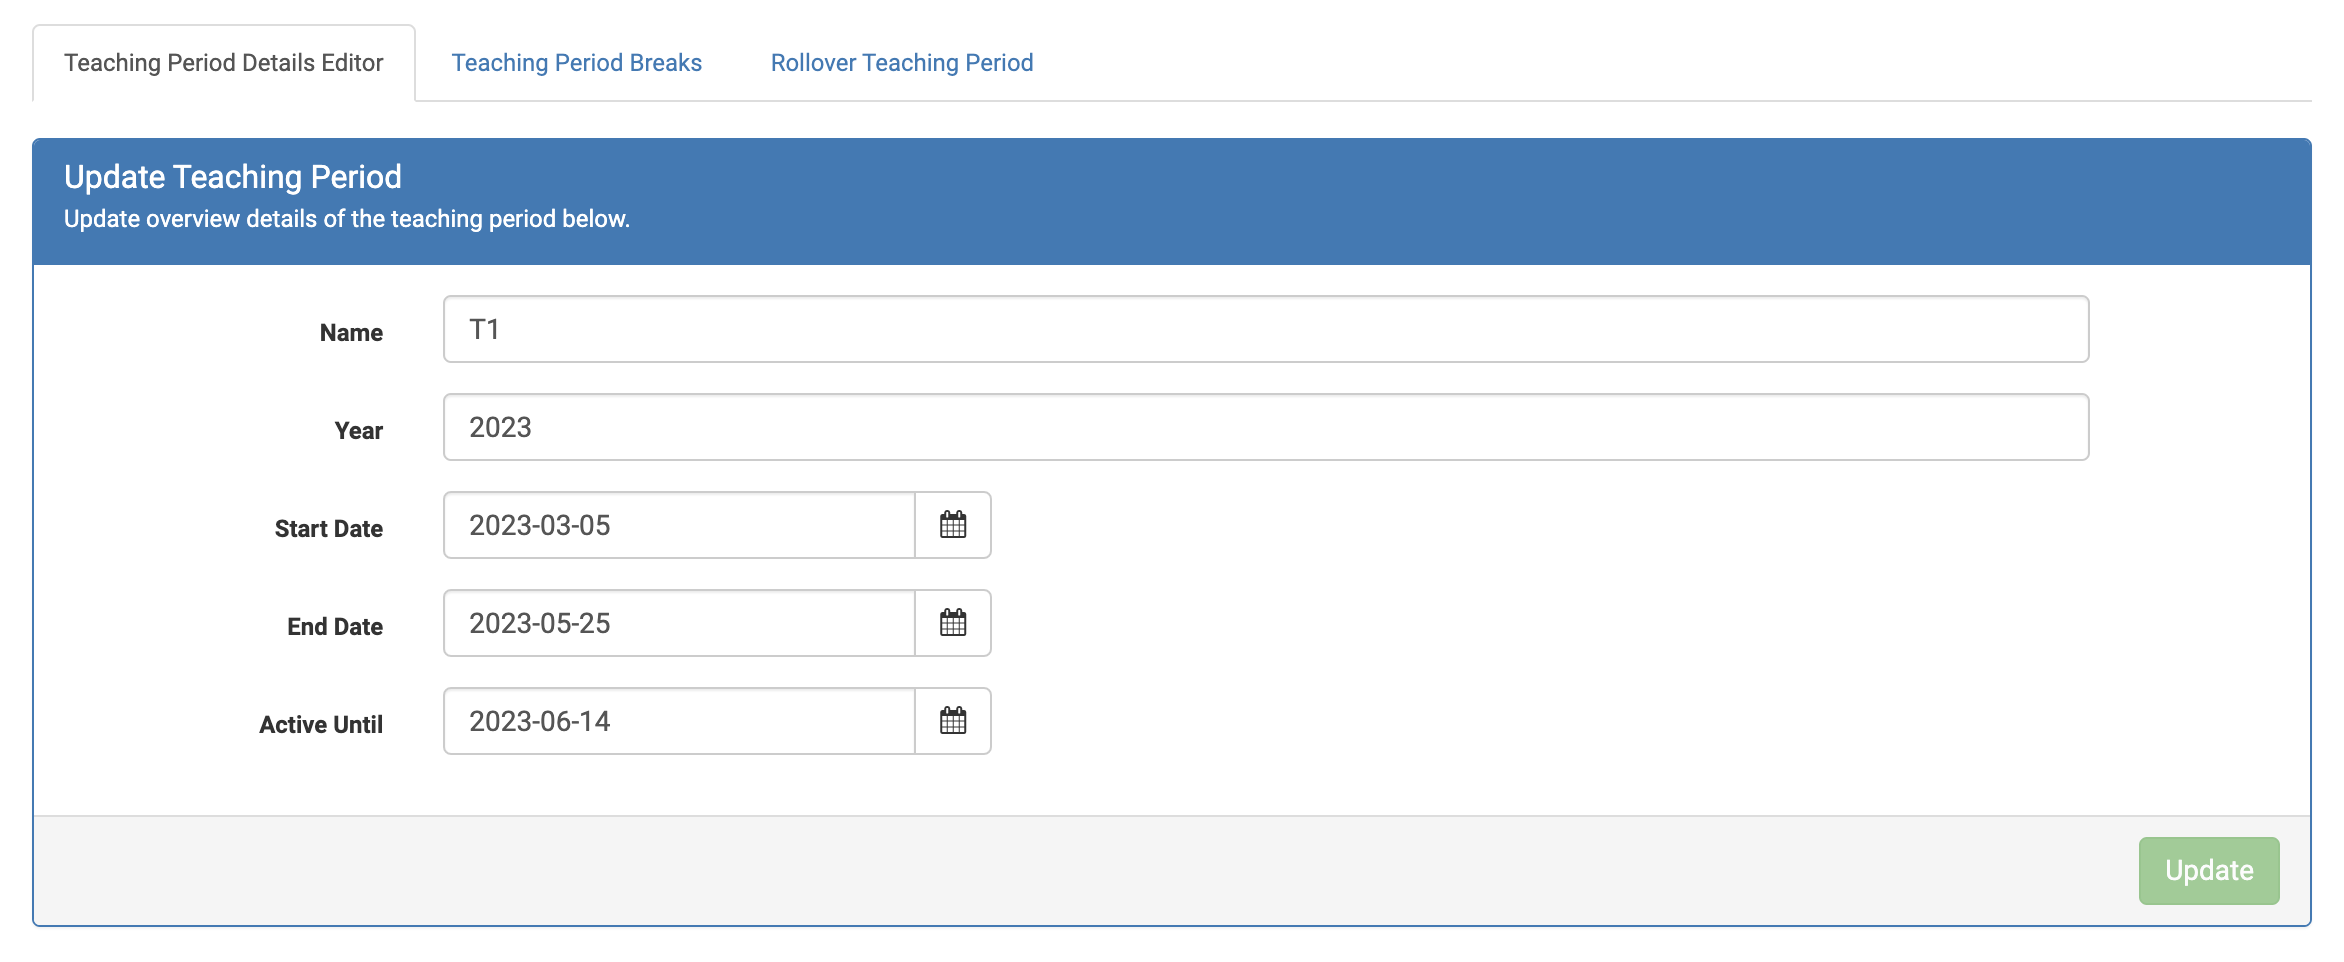 Teaching Period Details Editor Teaching Period Breaks Rollover Teaching Period
Update Teaching Period
Update overview details of the teaching period below.
Name T1
Year 2023
Start Date 2023-03-05
End Date 2023-05-25
Active Until 2023-06-14
Update